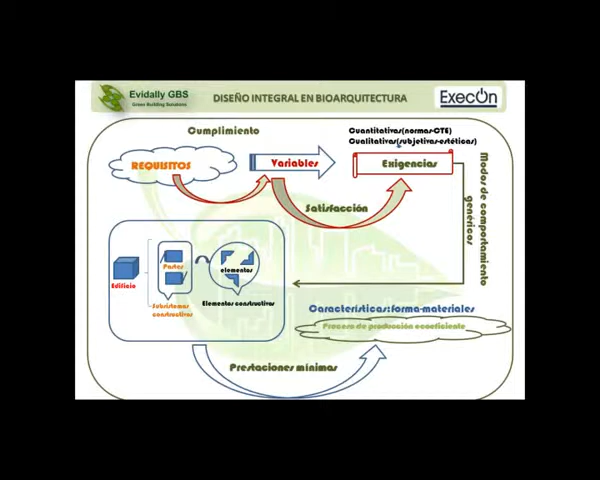 Evidally GBS
Green Building Solutions
DISEÑO INTEGRAL EN BIOARQUITECTURA
ExecOn
Cumplimiento
Cuantitativas(normas-CTE)
Cualitativas(subjetivas-estéticas)
REQUISITOS
Variables
Exigencias
Satisfacción
Modos de comportamiento
genéricos
Edificio
Partes
elementos
Subsistemas
constructivos
Elementos constructivos
Características:forma-materiales
Proceso de producción ecoeficiente
Prestaciones mínimas